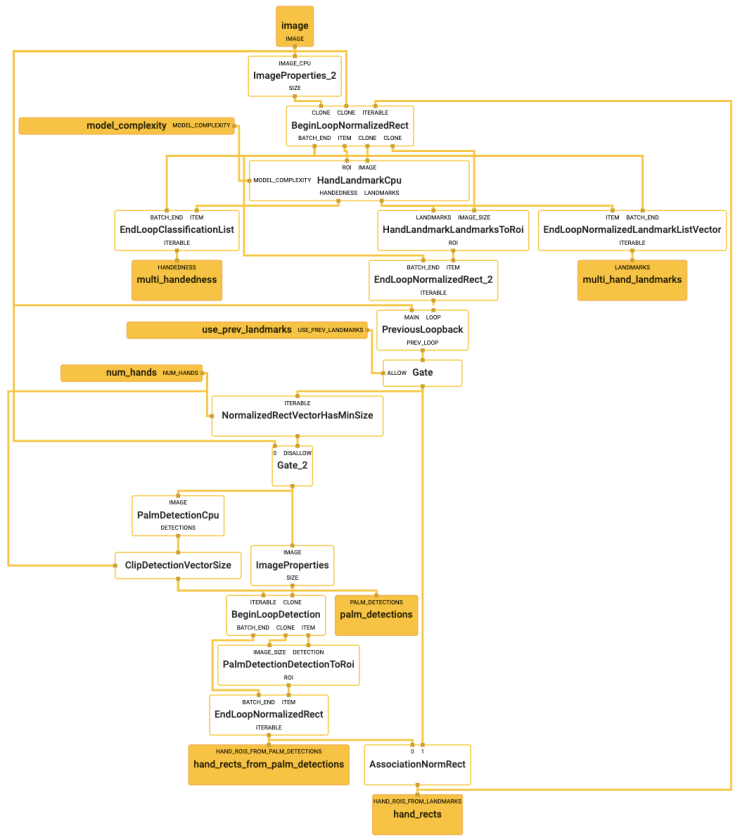 image
IMAGE
IMAGE_CPU
ImageProperties_2
SIZE
CLONE CLONE ITERABLE
BeginLoopNormalizedRect
BATCH_END ITEM CLONE CLONE
model_complexity MODEL_COMPLEXITY
ROI IMAGE
MODEL_COMPLEXITY HandLandmarkCpu
HANDEDNESS LANDMARKS
BATCH_END ITEM
EndLoopClassificationList
ITERABLE
LANDMARKS IMAGE_SIZE
HandLandmarkLandmarksToRoi
ROI
ITEM BATCH_END
EndLoopNormalizedLandmarkListVector
ITERABLE
HANDEDNESS
multi_handedness
BATCH_END ITEM
EndLoopNormalizedRect_2
ITERABLE
LANDMARKS
multi_hand_landmarks
MAIN LOOP
PreviousLoopback
PREV_LOOP
use_prev_landmarks USE_PREV_LANDMARKS
ALLOW Gate
num_hands NUM_HANDS
ITERABLE
NormalizedRectVectorHasMinSize
0 DISALLOW
Gate_2
IMAGE
PalmDetectionCpu
DETECTIONS
ClipDetectionVectorSize
IMAGE
ImageProperties
SIZE
ITERABLE CLONE
BeginLoopDetection
BATCH_END CLONE ITEM
PALM_DETECTIONS
palm_detections
IMAGE_SIZE DETECTION
PalmDetectionDetectionToRoi
ROI
BATCH_END ITEM
EndLoopNormalizedRect
ITERABLE
HAND_ROIS_FROM_PALM_DETECTIONS
hand_rects_from_palm_detections
0 1
AssociationNormRect
HAND_ROIS_FROM_LANDMARKS
hand_rects